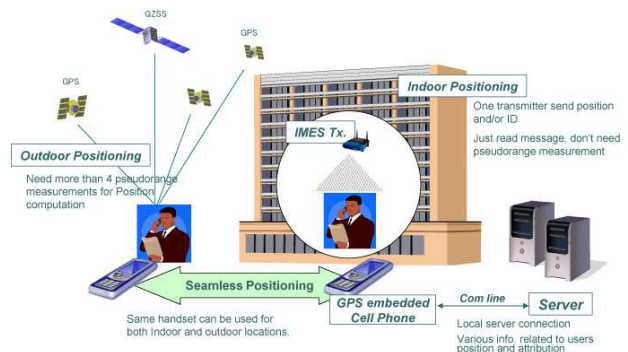 QZSS
GPS
GPS
Indoor Positioning
One transmitter send position
and/or ID
Just read message, don't need
pseudorange measurement
IMES Tx.
Outdoor Positioning
Need more than 4 pseudorange
measurements for Position
computation
Seamless Positioning
Same handset can be used for
both Indoor and outdoor locations.
GPS embedded
Cell Phone
Com line
Server
Local server connection
Various info. related to users
position and attribution